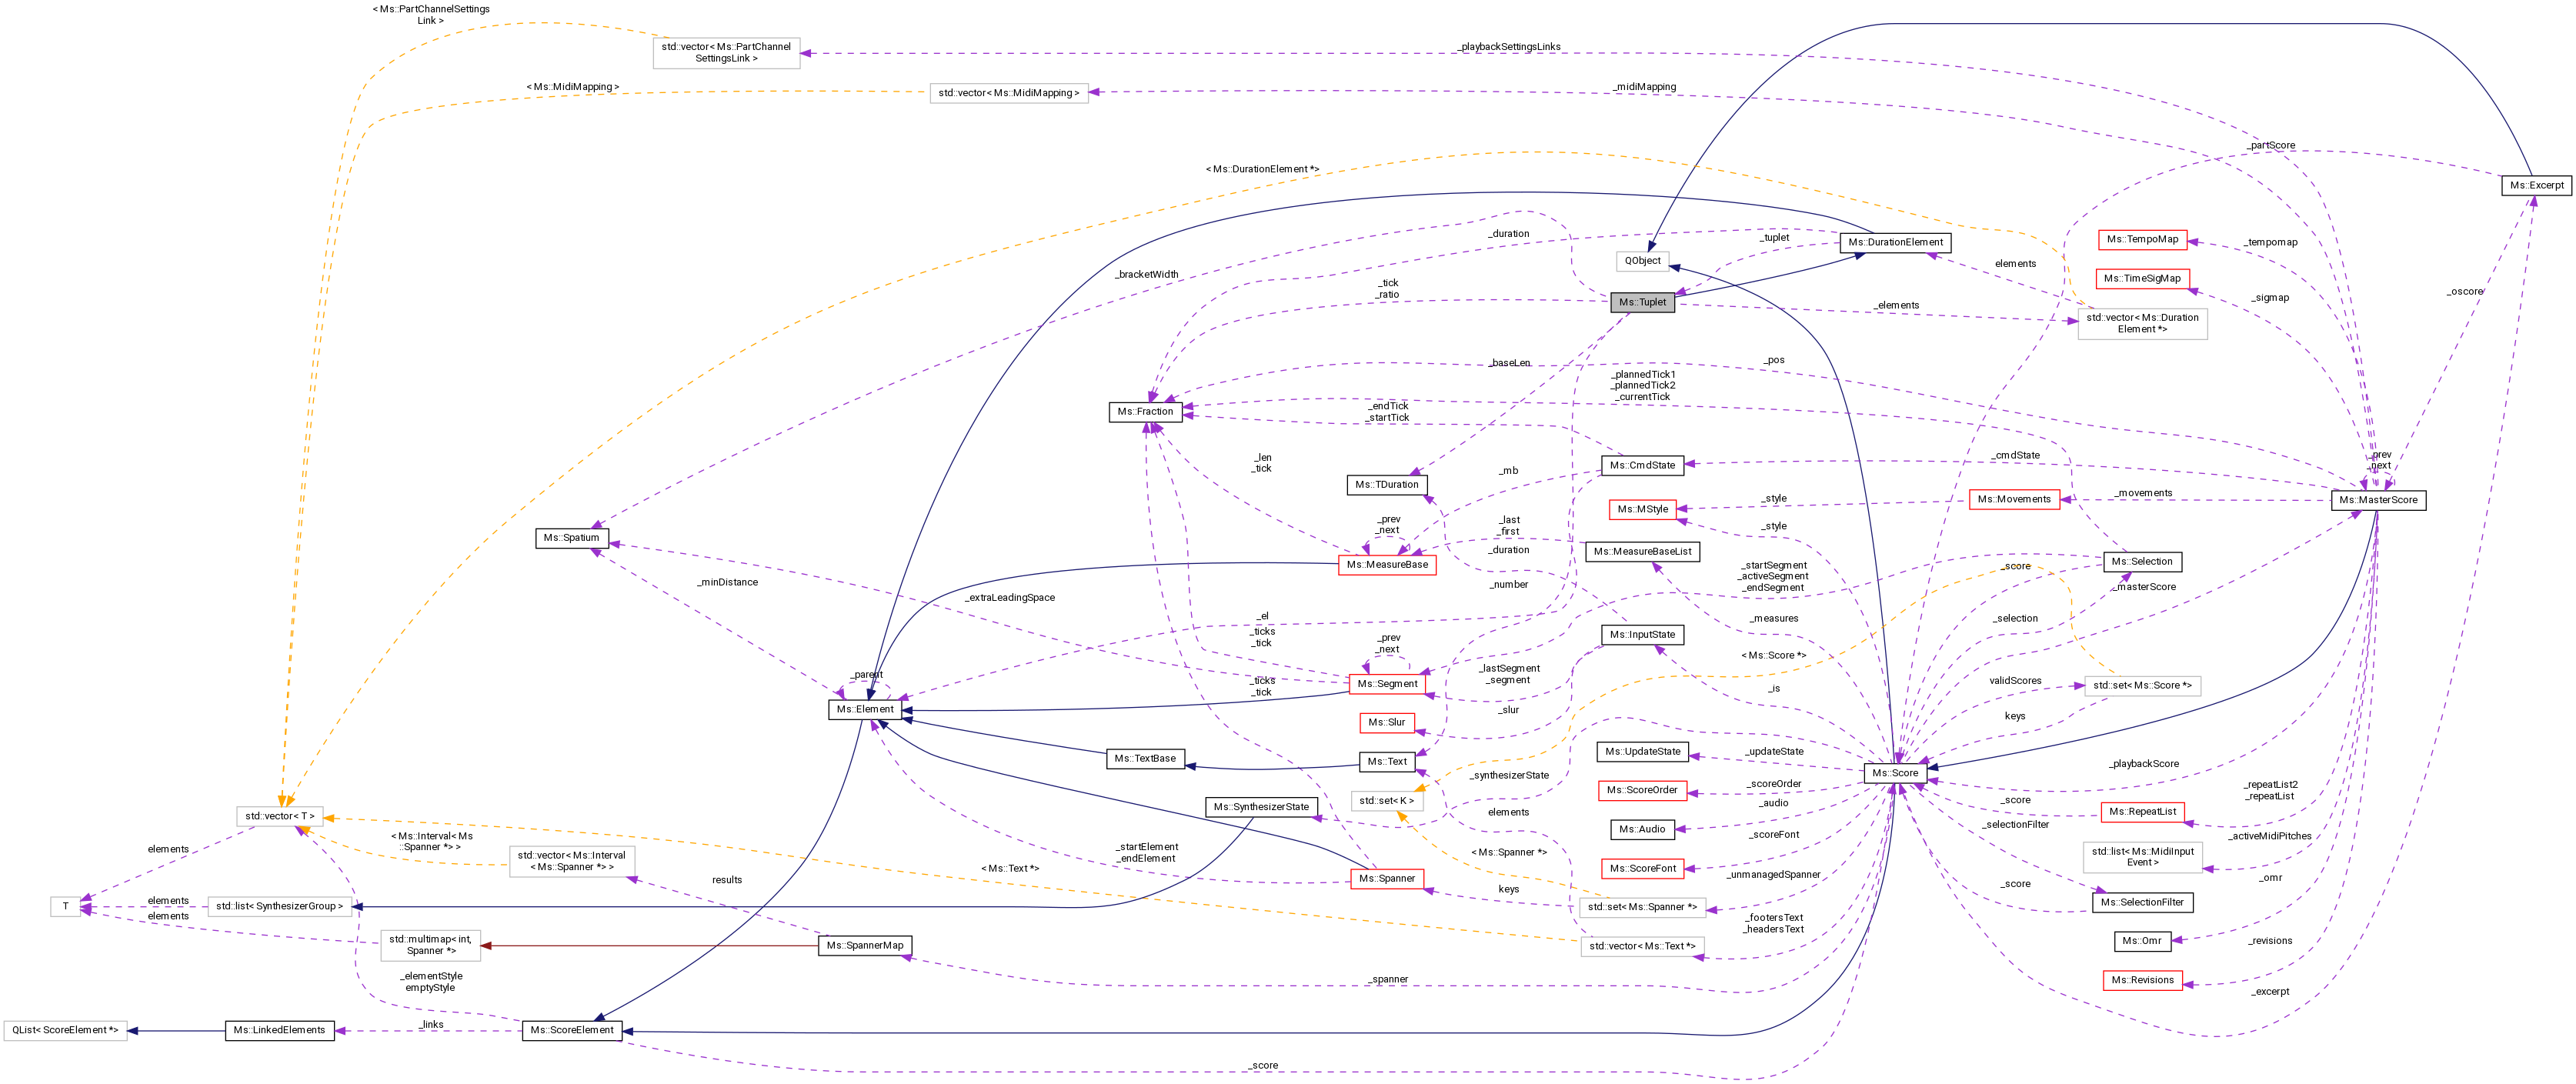 < Ms::PartChannelSettings
Link >
std::vector< Ms::PartChannel
SettingsLink >
_playbackSettingsLinks
< Ms::MidiMapping >
std::vector< Ms::MidiMapping >
_midiMapping
_partScore
< Ms::DurationElement *>
Ms::Excerpt
_duration
_tuplet
Ms::DurationElement
Ms::TempoMap
_tempomap
QObject
elements
_bracketWidth
Ms::TimeSigMap
_tick
_ratio
Ms::Tuplet
_elements
_sigmap
_oscore
std::vector< Ms::Duration
Element *>
_baseLen
_pos
_plannedTick1
_plannedTick2
_currentTick
Ms::Fraction
_endTick
_startTick
_len
_tick
_mb
Ms::CmdState
_cmdState
_prev
_next
Ms::TDuration
_style
Ms::Movements
_movements
Ms::MasterScore
Ms::MStyle
_style
_prev
_next
_last
_first
Ms::Spatium
_duration
Ms::MeasureBaseList
Ms::MeasureBase
_startSegment
_activeSegment
_endSegment
_score
Ms::Selection
_minDistance
_number
_masterScore
_extraLeadingSpace
_el
_measures
_selection
_ticks
_tick
_prev
_next
Ms::InputState
< Ms::Score *>
_parent
_ticks
_tick
Ms::Segment
_lastSegment
_segment
_is
validScores
std::set< Ms::Score *>
Ms::Element
Ms::Slur
_slur
keys
Ms::TextBase
Ms::Text
Ms::UpdateState
_updateState
_playbackScore
_synthesizerState
Ms::Score
Ms::ScoreOrder
_scoreOrder
_repeatList2
_repeatList
std::set< K >
Ms::SynthesizerState
_audio
_score
Ms::RepeatList
std::vector< T >
elements
Ms::Audio
_scoreFont
_selectionFilter
_activeMidiPitches
< Ms::Interval< Ms
::Spanner *> >
elements
_startElement
_endElement
< Ms::Spanner *>
std::vector< Ms::Interval
< Ms::Spanner *> >
< Ms::Text *>
Ms::ScoreFont
std::list< Ms::MidiInput
Event >
results
Ms::Spanner
_unmanagedSpanner
_score
_omr
keys
elements
T
std::list< SynthesizerGroup >
std::set< Ms::Spanner *>
Ms::SelectionFilter
elements
_footersText
_headersText
std::multimap< int,
Spanner *>
Ms::SpannerMap
std::vector< Ms::Text *>
Ms::Omr
_revisions
_elementStyle
emptyStyle
_spanner
Ms::Revisions
_excerpt
QList< ScoreElement *>
Ms::LinkedElements
_links
Ms::ScoreElement
_score